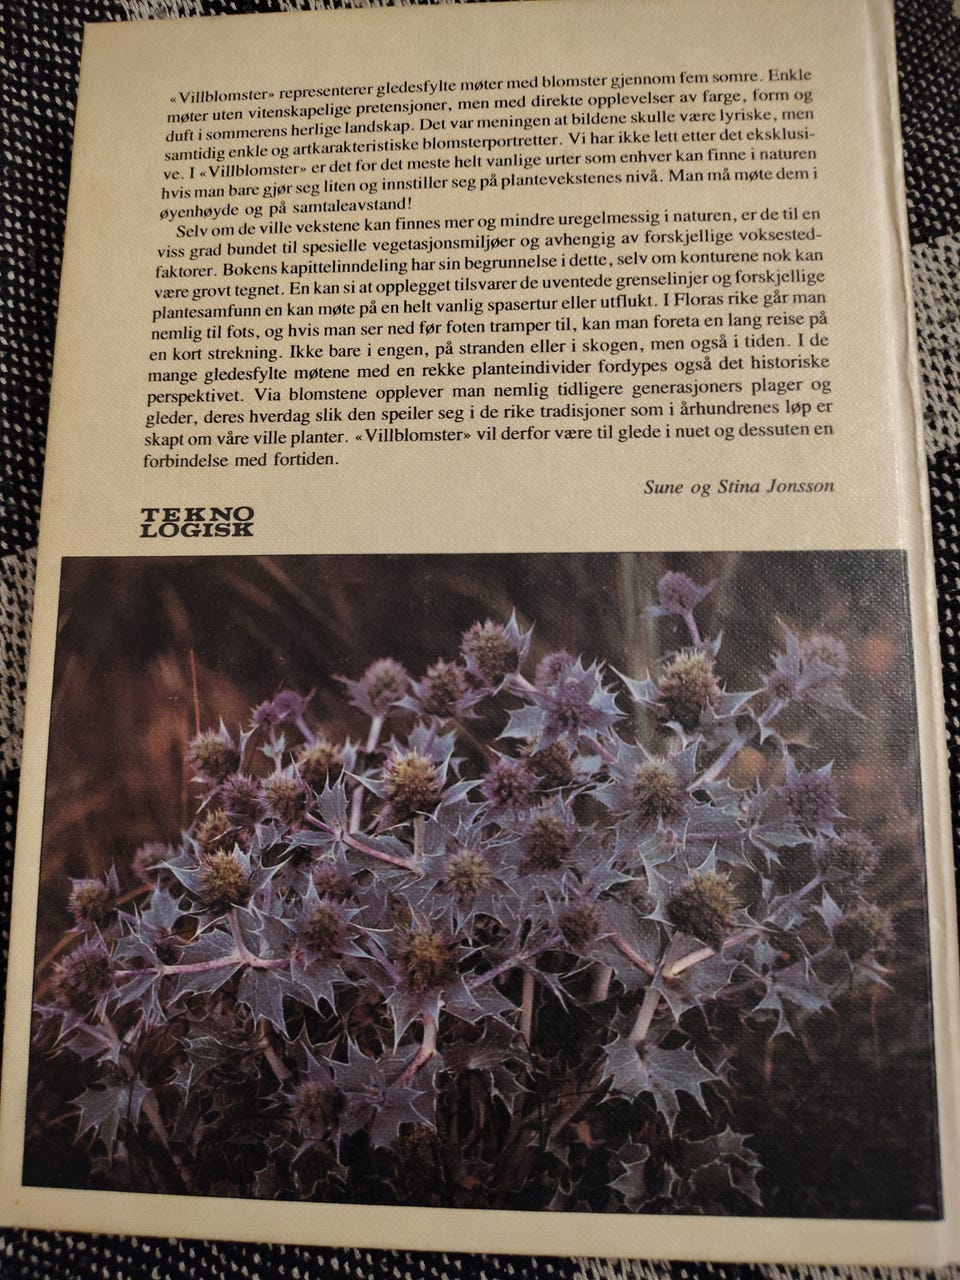 «Villblomster» representerer gledesfylte møter med blomster gjennom fem somre. Enkle
møter uten vitenskapelige pretensjoner, men med direkte opplevelser av farge, form og
duft i sommerens herlige landskap. Det var meningen at bildene skulle være lyriske, men
samtidig enkle og artkarakteristiske blomsterportretter. Vi har ikke lett etter det eksklusi-
ve. I «Villblomster» er det for det meste helt vanlige urter som enhver kan finne i naturen
hvis man bare gjør seg liten og innstiller seg på plantevekstenes nivå. Man må møte dem i
øyenhøyde og på samtaleavstand!
Selv om de ville vekstene kan finnes mer og mindre uregelmessig i naturen, er de til en
viss grad bundet til spesielle vegetasjonsmiljøer og avhengig av forskjellige voksested-
faktorer. Bokens kapittelinndeling har sin begrunnelse i dette, selv om konturene nok kan
være grovt tegnet. En kan si at opplegget tilsvarer de uventede grenselinjer og forskjellige
plantesamfunn en kan møte på en helt vanlig spasertur eller utflukt. I Floras rike går man
nemlig til fots, og hvis man ser ned før foten tramper til, kan man foreta en lang reise på
en kort strekning. Ikke bare i engen, på stranden eller i skogen, men også i tiden. I de
mange gledesfylte møtene med en rekke planteindivider fordypes også det historiske
perspektivet. Via blomstene opplever man nemlig tidligere generasjoners plager og
gleder, deres hverdag slik den speiler seg i de rike tradisjoner som i århundrenes løp er
skapt om våre ville planter. «Villblomster» vil derfor være til glede i nuet og dessuten en
forbindelse med fortiden.
Sune og Stina Jonsson
TEKNO
LOGISK